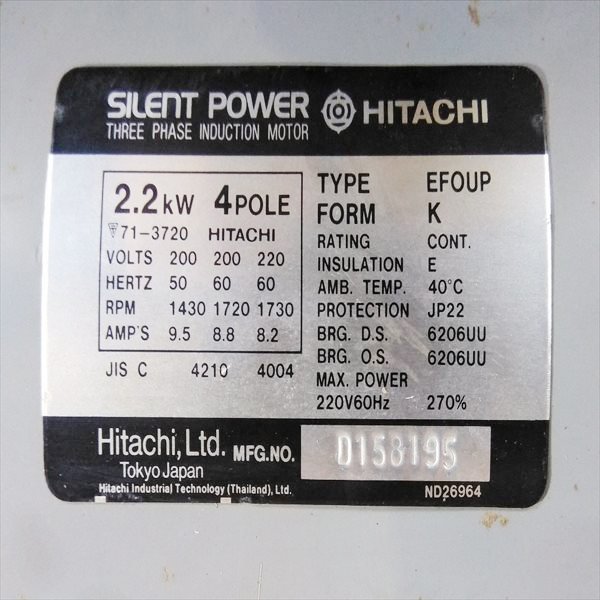 SILENT POWER HITACHI
THREE PHASE INDUCTION MOTOR
2.2kW 4POLE
71-3720 HITACHI
VOLTS 200 200 220
HERTZ 50 60 60
RPM 1430 1720 1730
AMP'S 9.5 8.8 8.2
JIS C 4210 4004
TYPE EFOUP
FORM K
RATING CONT.
INSULATION E
AMB. TEMP. 40°C
PROTECTION JP22
BRG. D.S. 6206UU
BRG. O.S. 6206UU
MAX. POWER
220V60Hz 270%
Hitachi, Ltd. MFG.NO. D158195
Tokyo Japan
Hitachi Industrial Technology (Thailand), Ltd. ND26964